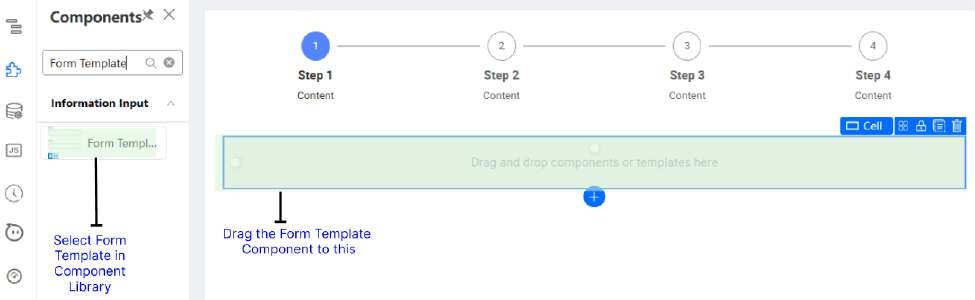 Components
Form Template
Information Input
Form Templ...
JS
Select Form
Template in
Component
Library
1
2
3
4
Step 1
Step 2
Step 3
Step 4
Content
Content
Content
Content
Cell
Drag and drop components or templates here
Drag the Form Template
Component to this